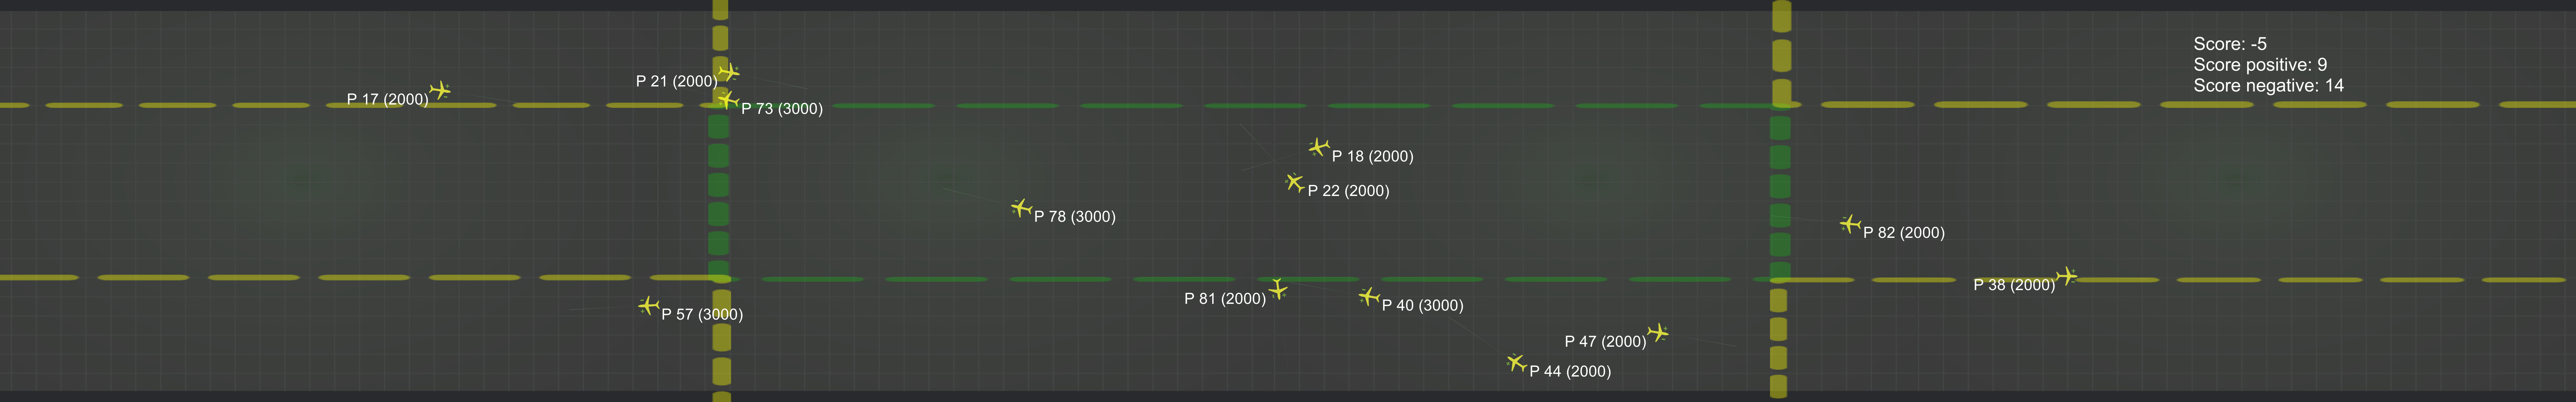 Score: -5
Score positive: 9
Score negative: 14
P 17 (2000)
P 21 (2000)
P 73 (3000)
P 18 (2000)
P 22 (2000)
P 78 (3000)
P 82 (2000)
P 38 (2000)
P 81 (2000)
P 40 (3000)
P 57 (3000)
P 47 (2000)
P 44 (2000)